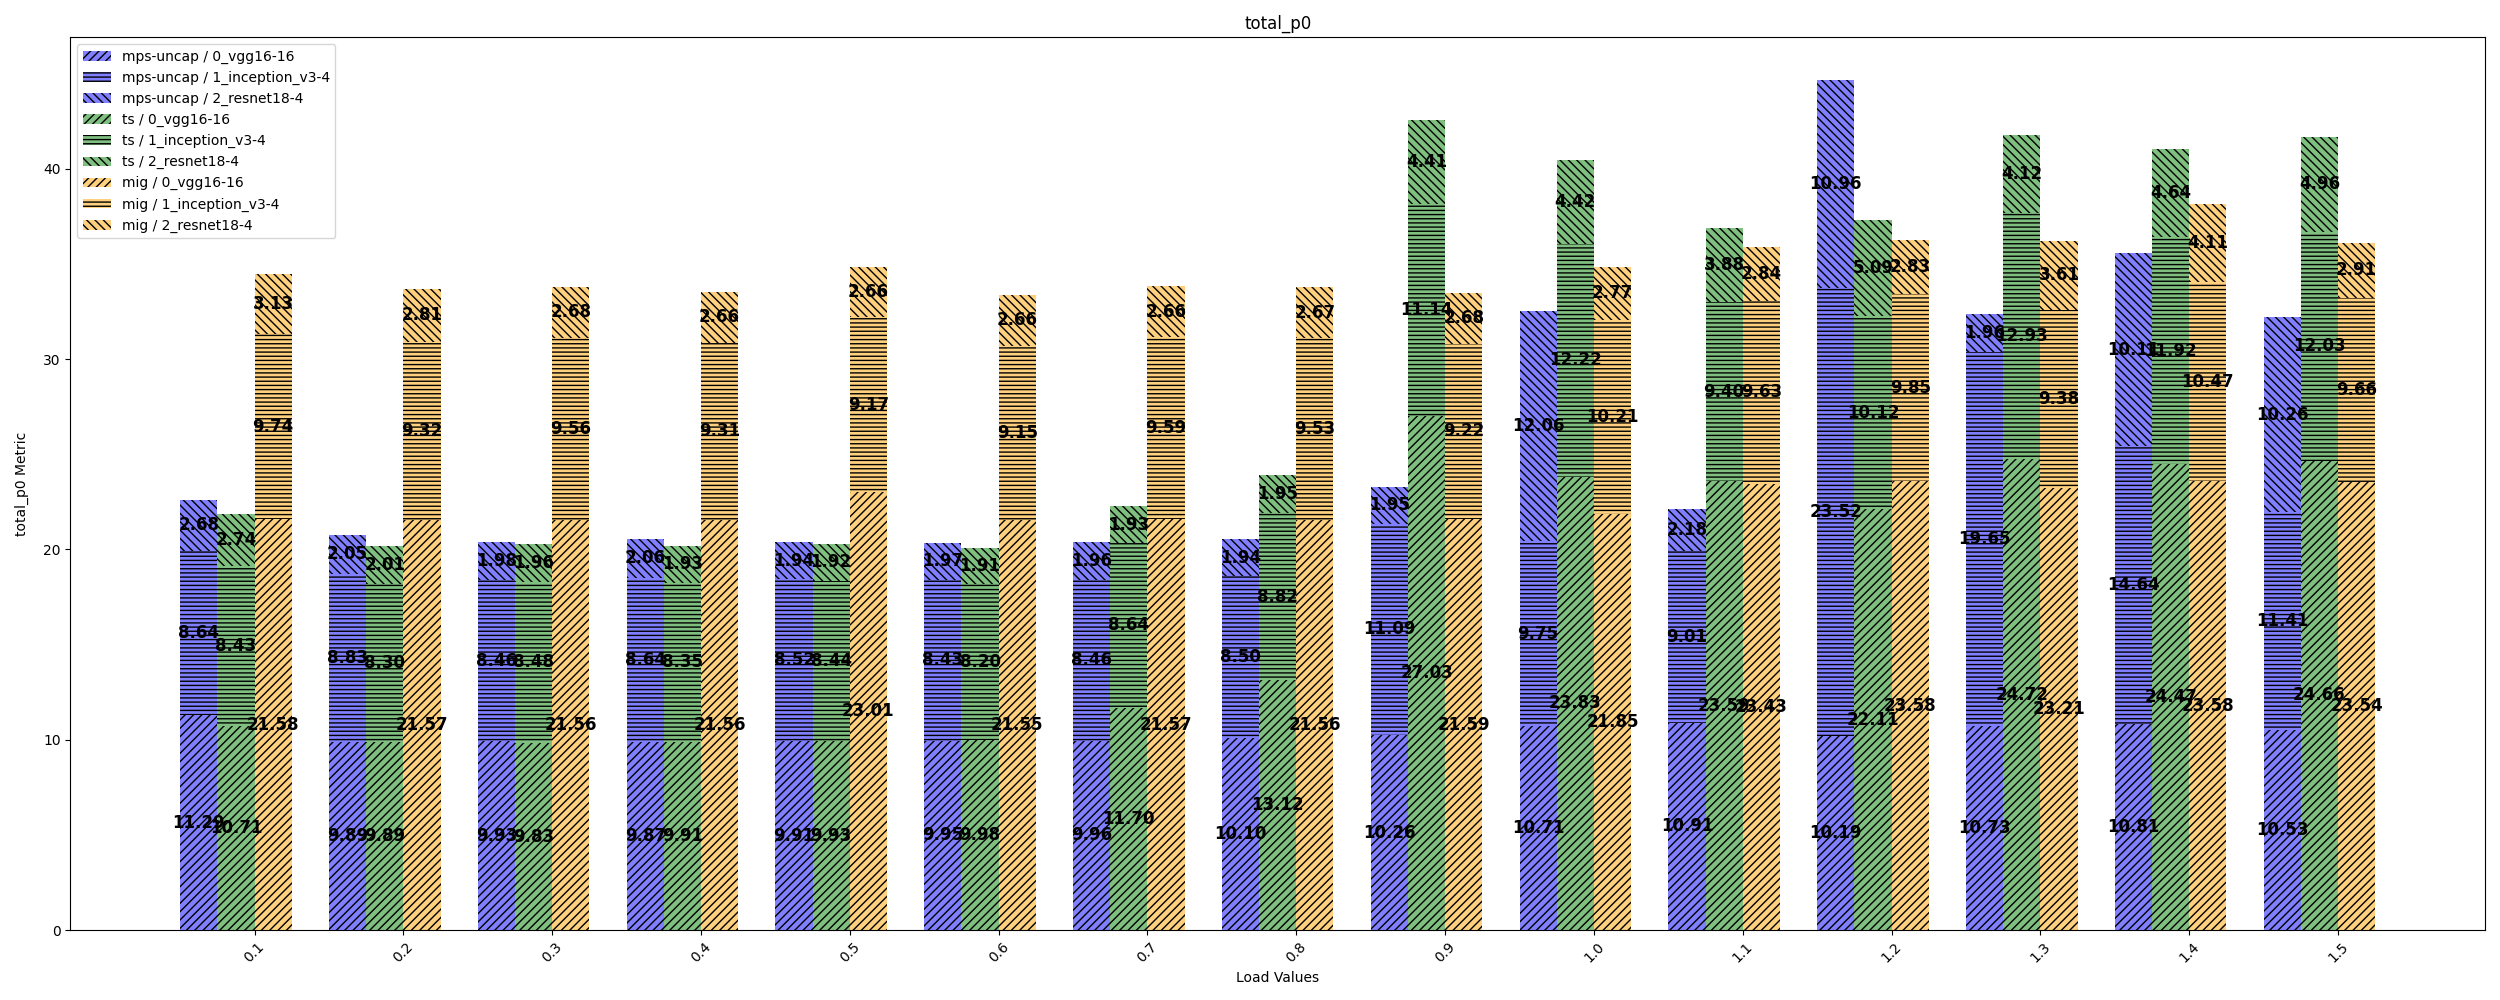 total_p0
mps-uncap / 0_vgg16-16
mps-uncap / 1_inception_v3-4
mps-uncap / 2_resnet18-4
ts / 0_vgg16-16
ts / 1_inception_v3-4
ts / 2_resnet18-4
mig / 0_vgg16-16
mig / 1_inception_v3-4
mig / 2_resnet18-4
total_p0 Metric
40
30
20
10
0
2.68 8.64 11.29
2.74 8.43 10.71
3.13 9.74 21.58
2.05 8.83 9.89
2.01 8.30 9.89
2.81 9.32 21.57
1.98 8.46 9.93
1.96 8.48 9.83
2.68 9.56 21.56
2.06 8.64 9.87
1.93 8.35 9.91
2.66 9.31 21.56
1.94 8.52 9.91
1.92 8.44 9.93
2.66 9.17 23.01
1.97 8.43 9.95
1.91 8.20 9.98
2.66 9.15 21.55
1.96 8.46 9.96
1.93 8.64 11.70
2.66 9.59 21.57
1.94 8.50 10.10
1.95 8.82 13.12
2.67 9.53 21.56
1.95 11.09 10.26
4.41 11.14 27.03
2.68 9.22 21.59
12.06 9.75 10.71
4.42 12.22 23.83
2.77 10.21 21.85
2.18 9.01 10.91
3.88 9.40 23.59
2.84 9.63 23.43
10.96 23.52 10.19
5.09 10.12 22.11
2.83 9.85 23.58
1.96 19.65 10.73
4.12 12.93 24.72
3.61 9.38 23.21
14.64 10.81
4.64 11.92 24.47
4.11 10.47 23.58
10.26 11.41 10.53
4.96 12.03 24.66
2.91 9.66 23.54
0.1
0.2
0.3
0.4
0.5
0.6
0.7
0.8
0.9
1.0
1.1
1.2
1.3
1.4
1.5
Load Values